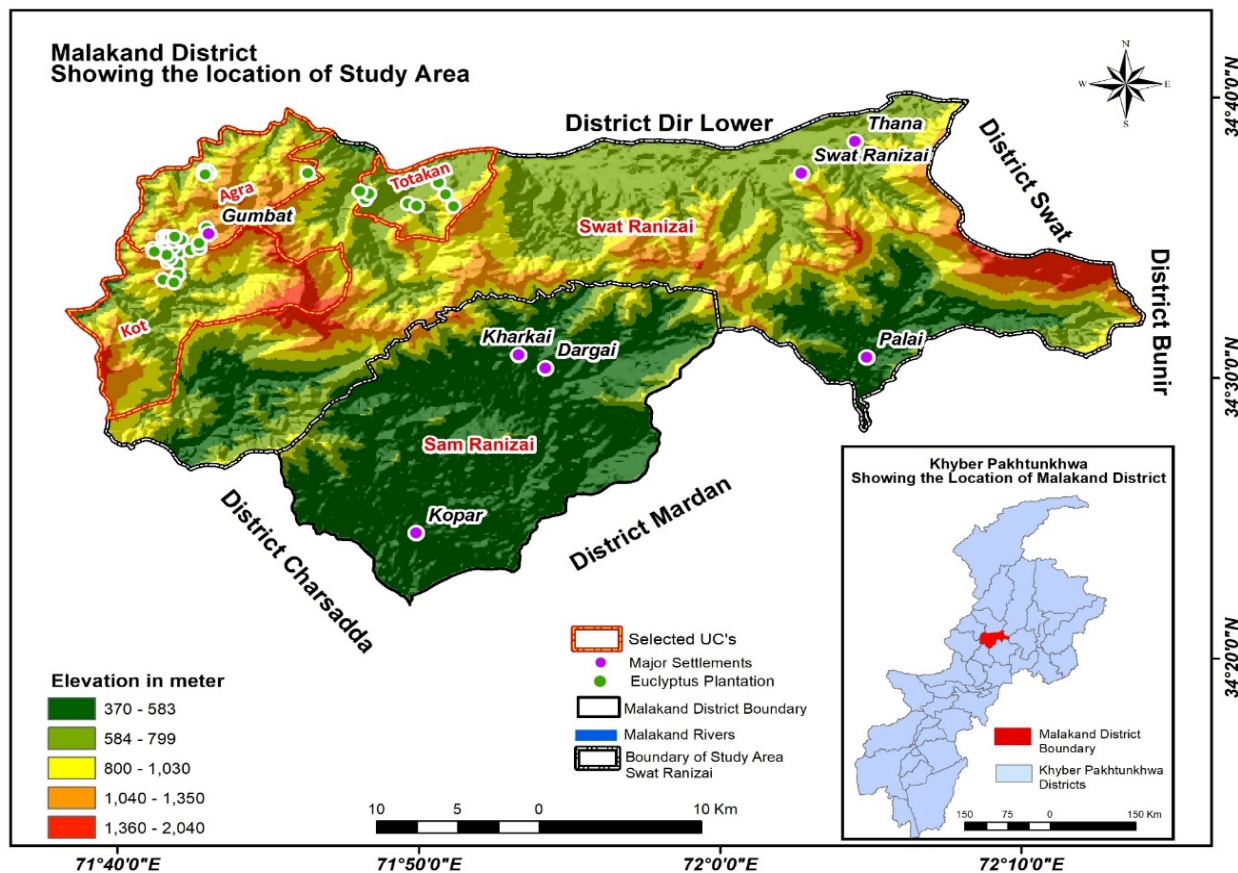 Malakand District
Showing the location of Study Area
N
W
E
S
34°40'0"N
34°30'0"N
34°20'0"N
District Dir Lower
District Swat
District Bunir
Thana
Swat Ranizai
Totakan
Agra
Gumbat
Swat Ranizai
Kot
Kharkai
Dargai
Palai
Sam Ranizai
Kopar
District Charsadda
District Mardan
Elevation in meter
370 - 583
584 - 799
800 - 1,030
1,040 - 1,350
1,360 - 2,040
Selected UC's
Major Settlements
Euclyptus Plantation
Malakand District Boundary
Malakand Rivers
Boundary of Study Area
Swat Ranizai
10 5 0 10 Km
Khyber Pakhtunkhwa
Showing the Location of Malakand District
Malakand District
Boundary
Khyber Pakhtunkhwa
Districts
150 75 0 150 Km
71°40'0"E
71°50'0"E
72°0'0"E
72°10'0"E